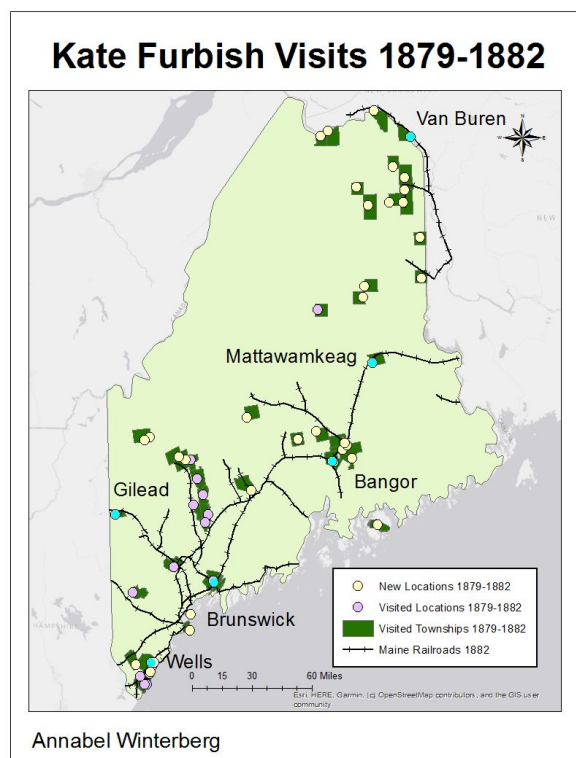 Kate Furbish Visits 1879-1882
Van Buren
N
W
E
S
NEW
Mattawamkeag
Gilead
Bangor
Brunswick
Wells
New Locations 1879-1882
Visited Locations 1879-1882
Visited Townships 1879-1882
Maine Railroads 1882
0 15 30 60 Miles
Esri, HERE, Garmin, (c) OpenStreetMap contributors, and the GIS user
community
Annabel Winterberg